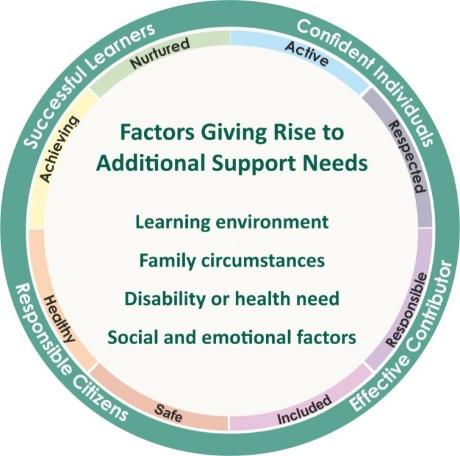 Successful Learners
Confident Individuals
Nurtured
Active
Achieving
Respected
Factors Giving Rise to
Additional Support Needs
Learning environment
Family circumstances
Disability or health need
Social and emotional factors
Healthy
Responsible
Safe
Included
Responsible Citizens
Effective Contributor